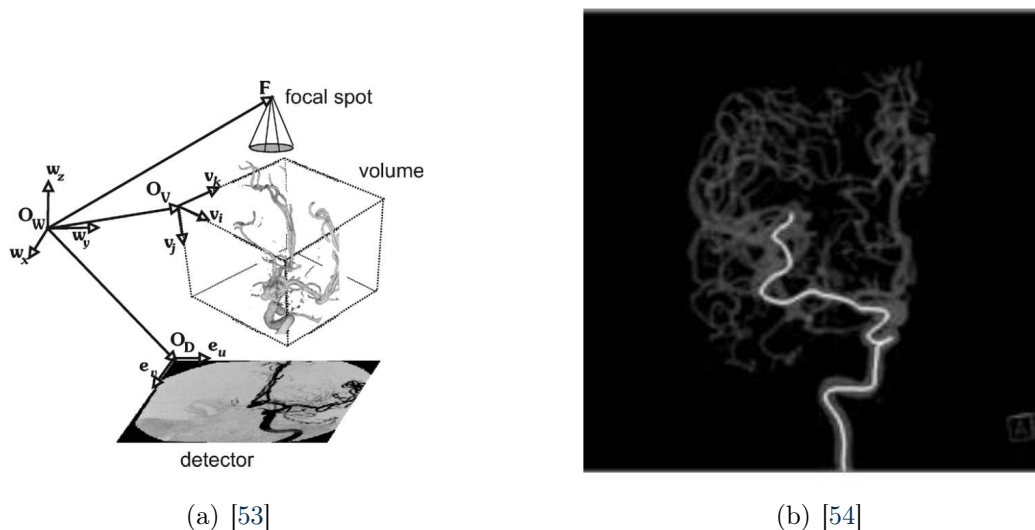 F
focal spot
volume
w_z
O_W
w_y
w_x
O_V
v_k
v_i
v_j
O_D
e_u
e_v
detector
A
(a) [53]
(b) [54]